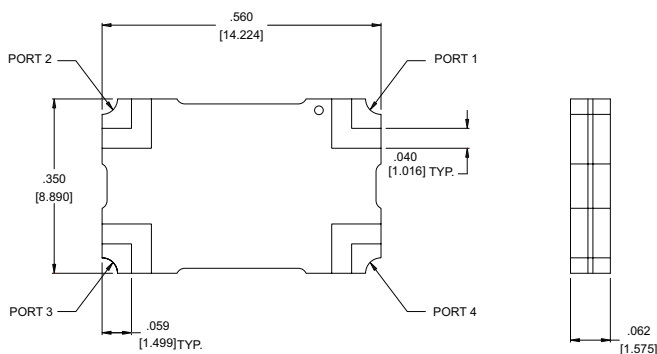 .560
[14.224]
PORT 2
PORT 1
.040
[1.016] TYP.
.350
[8.890]
PORT 3
PORT 4
.059
[1.499]TYP.
.062
[1.575]